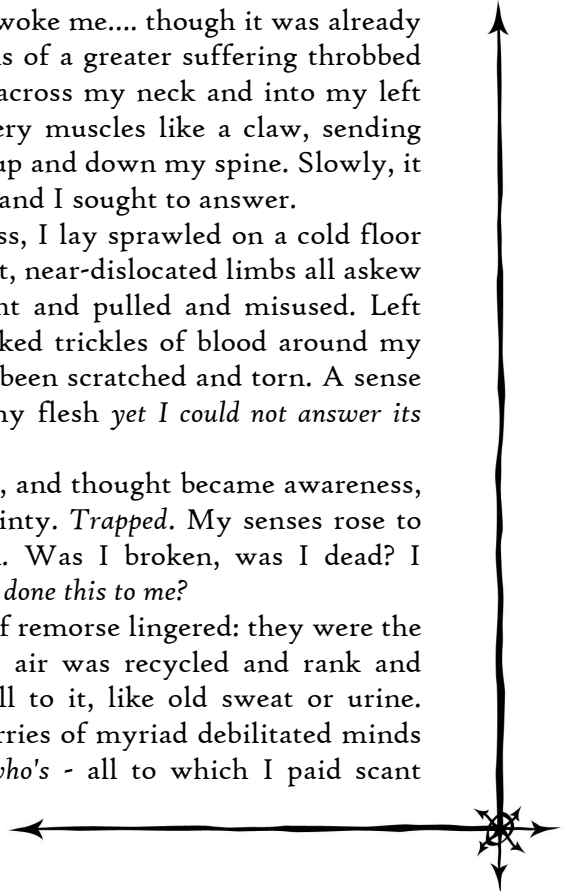 woke me.... though it was already
s of a greater suffering throbbed
across my neck and into my left
ery muscles like a claw, sending
up and down my spine. Slowly, it
and I sought to answer.
ss, I lay sprawled on a cold floor
t, near-dislocated limbs all askew
nt and pulled and misused. Left
ked trickles of blood around my
been scratched and torn. A sense
my flesh yet I could not answer its
, and thought became awareness,
inty. Trapped. My senses rose to
. Was I broken, was I dead? I
done this to me?
f remorse lingered: they were the
air was recycled and rank and
ll to it, like old sweat or urine.
rries of myriad debilitated minds
who's - all to which I paid scant